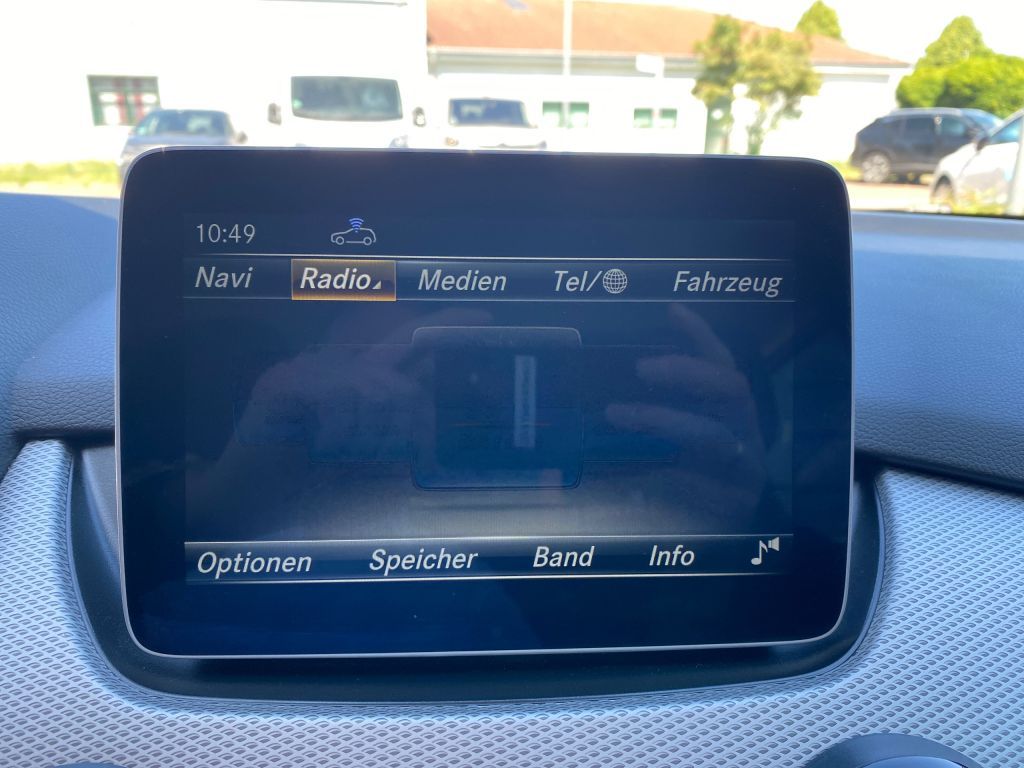 10:49
Navi Radio Medien Tel/ Fahrzeug
Optionen Speicher Band Info